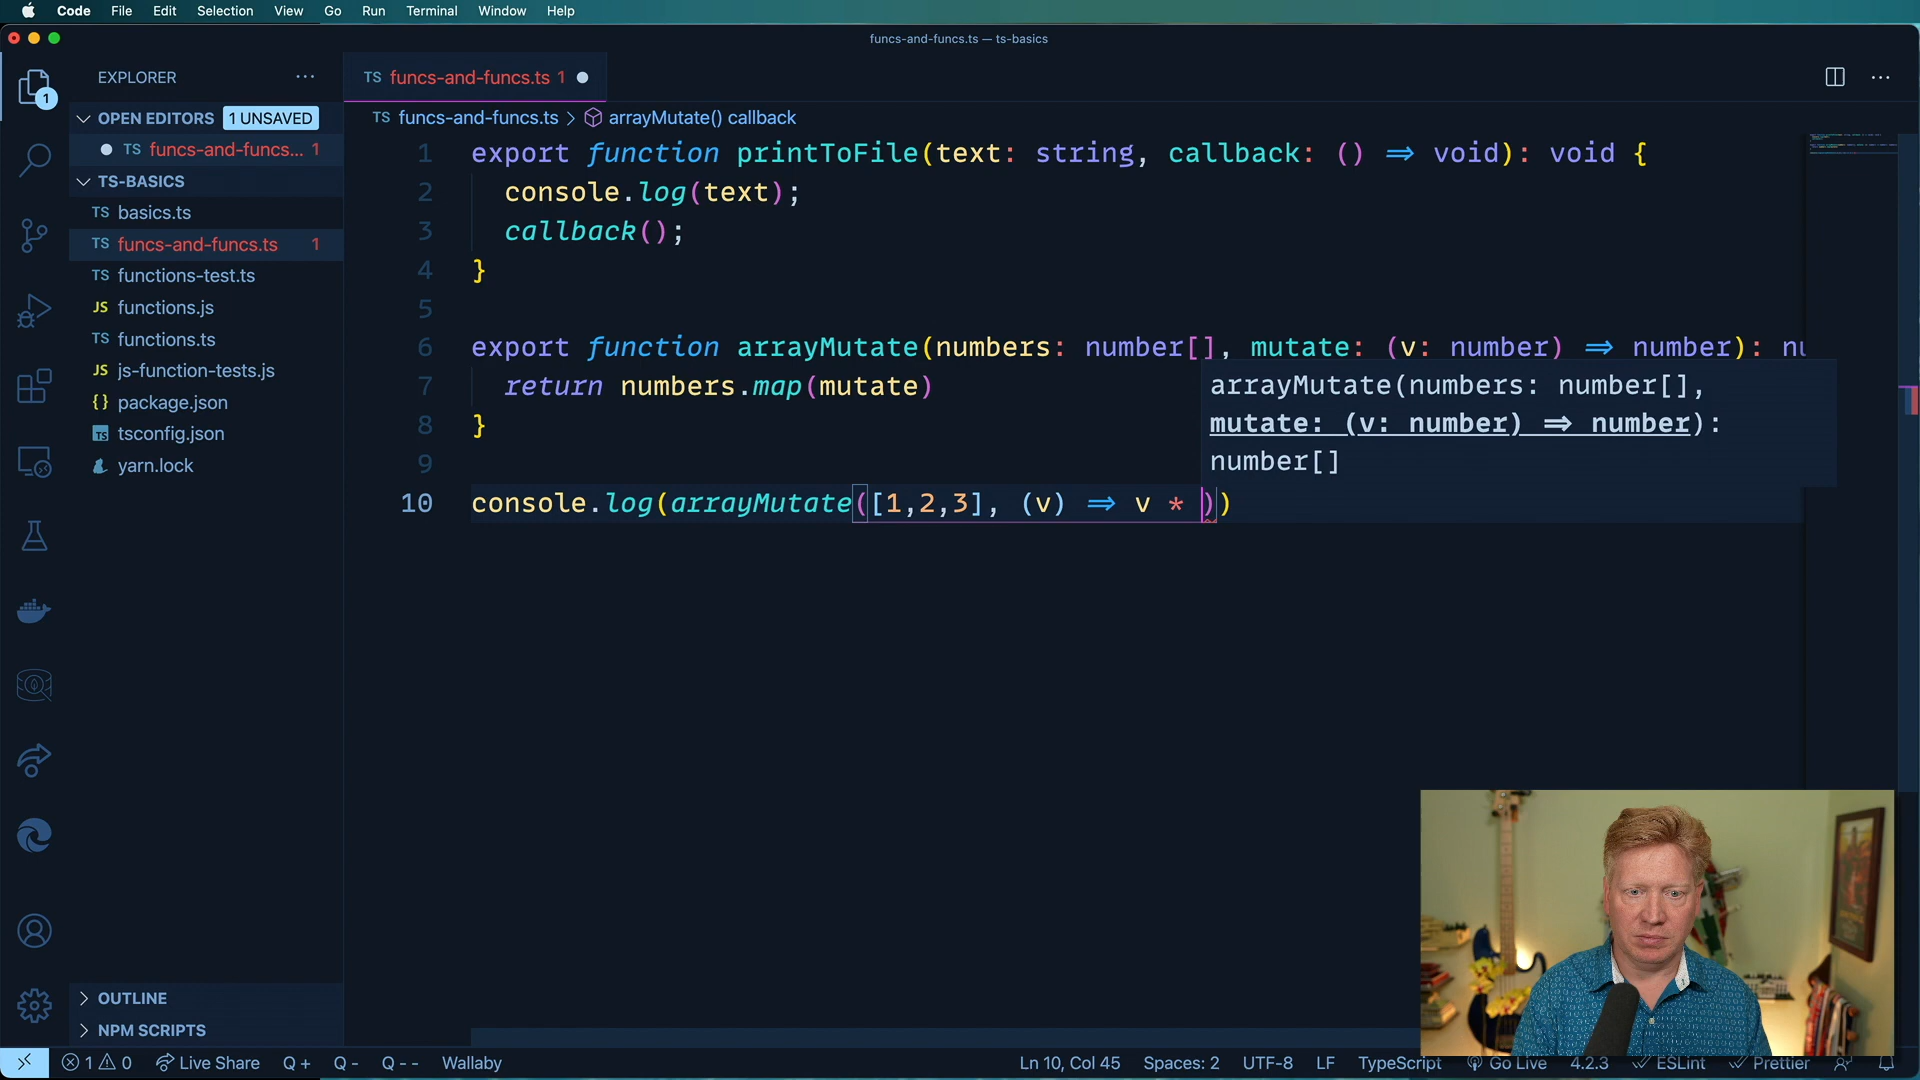 Code File Edit Selection View Go Run Terminal Window Help
funcs-and-funcs.ts — ts-basics
EXPLORER
TS funcs-and-funcs.ts 1
1
OPEN EDITORS 1 UNSAVED
TS funcs-and-funcs... 1
TS-BASICS
TS basics.ts
TS funcs-and-funcs.ts 1
TS functions-test.ts
JS functions.js
TS functions.ts
JS js-function-tests.js
{} package.json
TS tsconfig.json
yarn.lock
OUTLINE
NPM SCRIPTS
TS funcs-and-funcs.ts > arrayMutate() callback
1 export function printToFile(text: string, callback: () => void): void {
2 console.log(text);
3 callback();
4 }
5
6 export function arrayMutate(numbers: number[], mutate: (v: number) => number): nu
7 return numbers.map(mutate)
8 }
9
10 console.log(arrayMutate([1,2,3], (v) => v * ))
arrayMutate(numbers: number[],
mutate: (v: number) => number):
number[]
1 0 Live Share Q + Q - Q - - Wallaby Ln 10, Col 45 Spaces: 2 UTF-8 LF TypeScript Go Live 4.2.3 ESLint Prettier